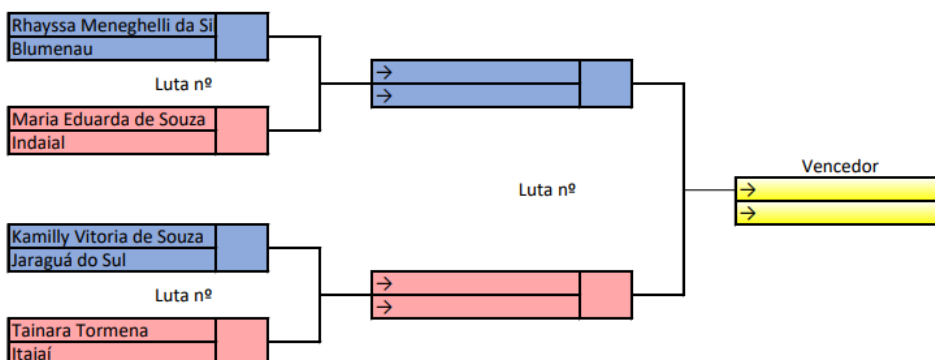 Rhayssa Meneghelli da Si
Blumenau
Luta nº
Maria Eduarda de Souza
Indaial
→
→
Luta nº
Vencedor
→
→
Kamilly Vitoria de Souza
Jaraguá do Sul
Luta nº
Tainara Tormena
Itajaí
→
→